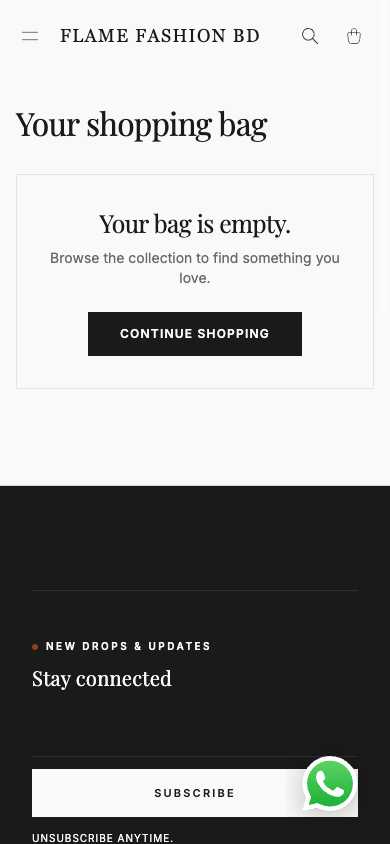 FLAME FASHION BD
Your shopping bag
Your bag is empty.
Browse the collection to find something you
love.
CONTINUE SHOPPING
NEW DROPS & UPDATES
Stay connected
SUBSCRIBE
UNSUBSCRIBE ANYTIME.